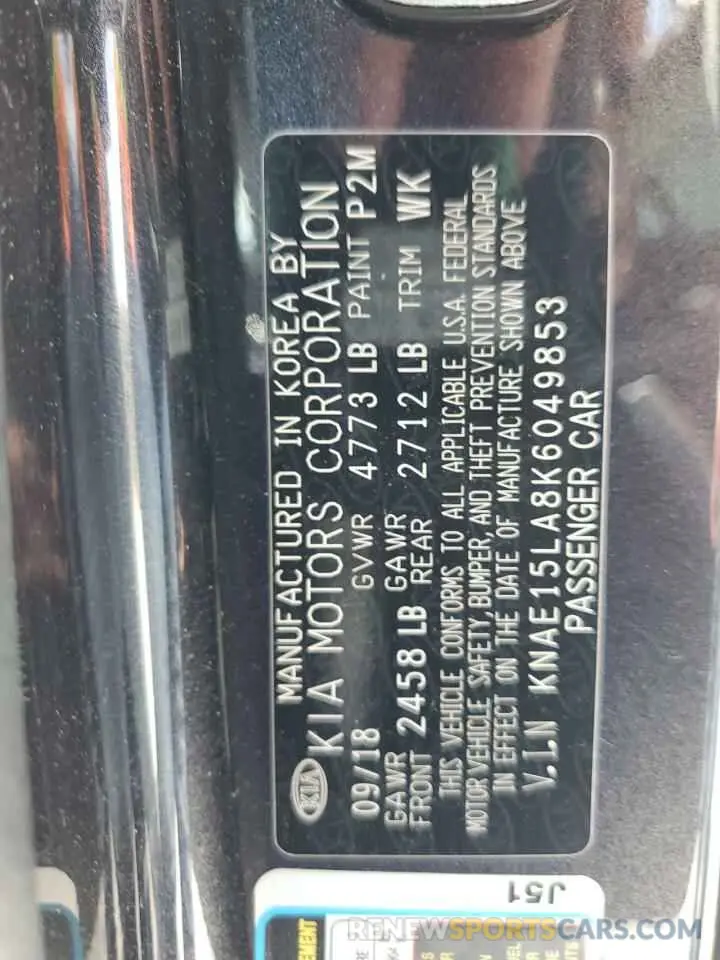 MANUFACTURED IN KOREA BY
KIA KIA MOTORS CORPORATION
09/18 GVWR 4773 LB PAINT P2M
GAWR FRONT 2458 LB GAWR REAR 2712 LB TRIM WK
THIS VEHICLE CONFORMS TO ALL APPLICABLE U.S.A. FEDERAL
MOTOR VEHICLE SAFETY, BUMPER, AND THEFT PREVENTION STANDARDS
IN EFFECT ON THE DATE OF MANUFACTURE SHOWN ABOVE
V.I.N KNAE15LA8K6049853
PASSENGER CAR
J51
RENEWSCARS.COM